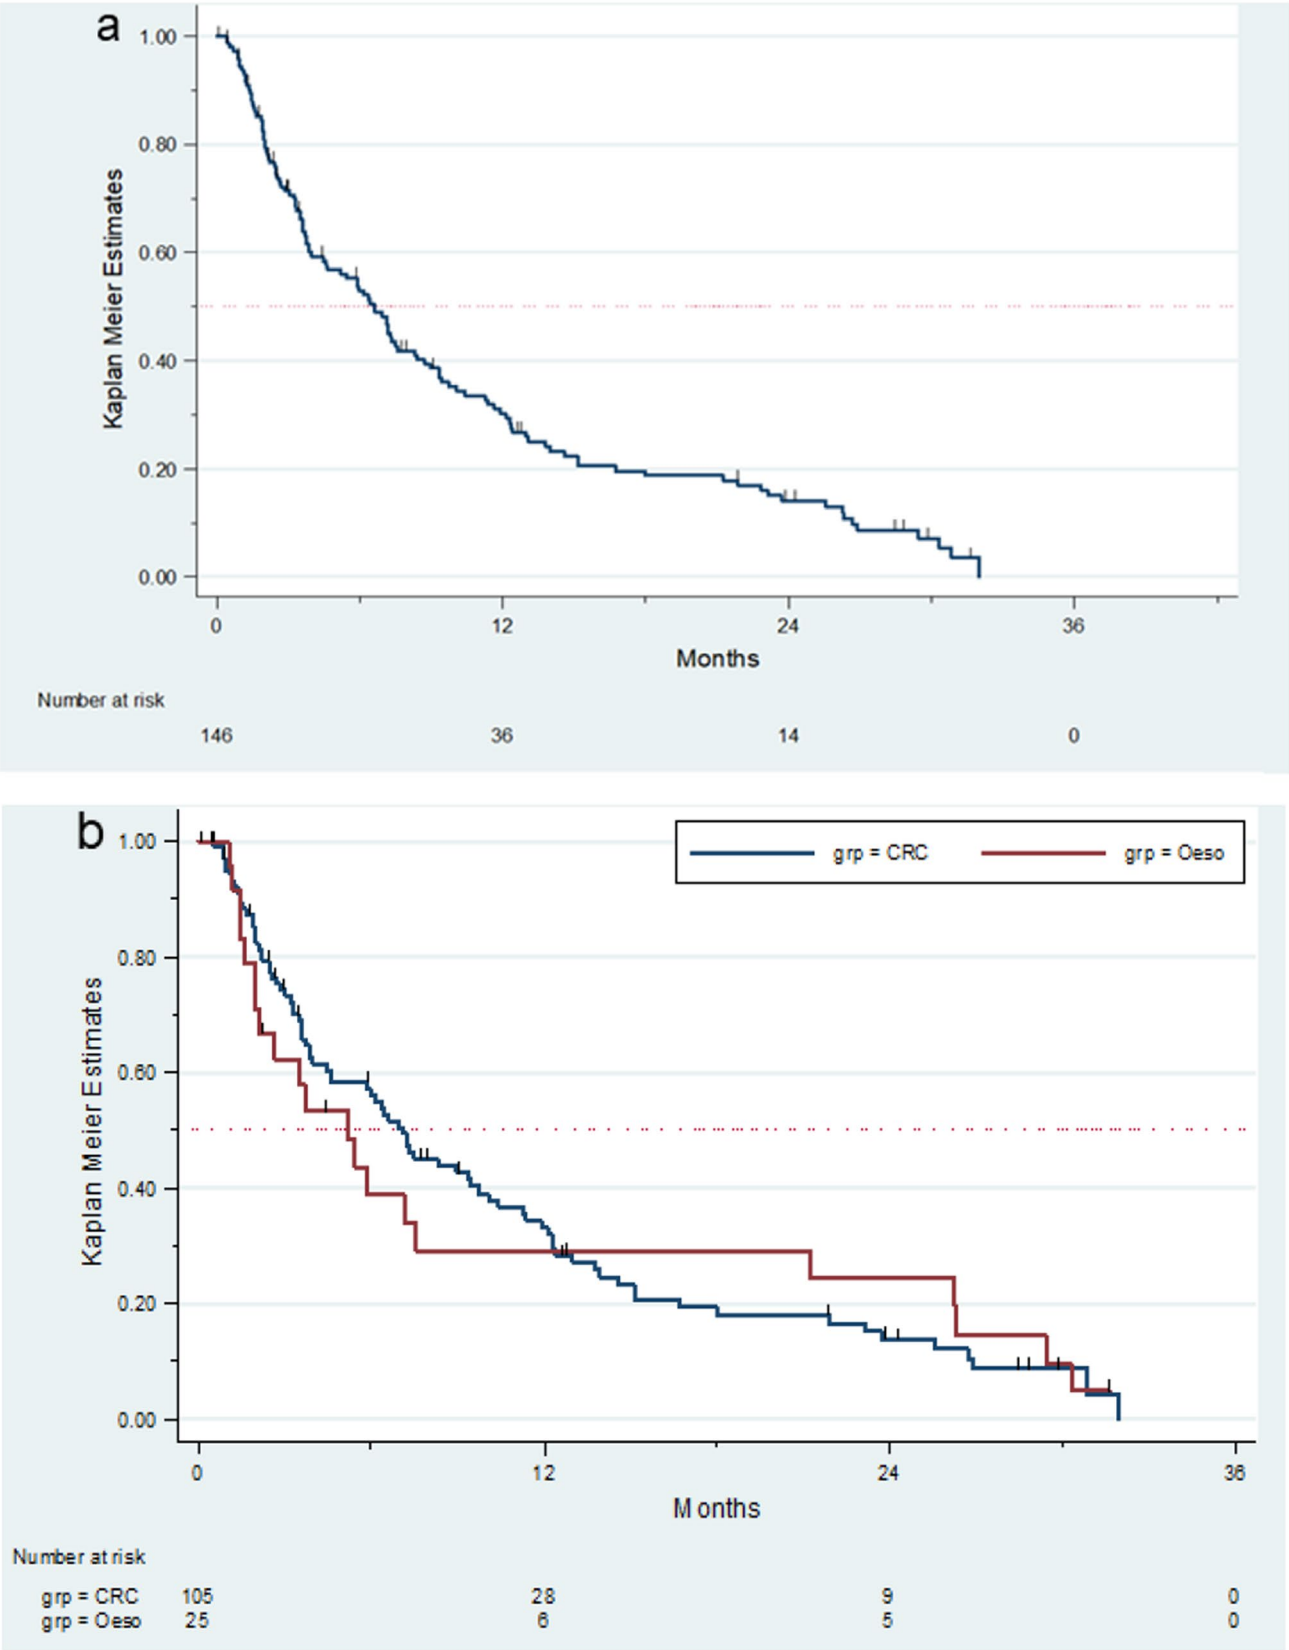 a
Kaplan Meier Estimates
1.00
0.80
0.60
0.40
0.20
0.00
0 12 24 36
Months
Number at risk
146 36 14 0
b
Kaplan Meier Estimates
grp = CRC grp = Oeso
1.00
0.80
0.60
0.40
0.20
0.00
0 12 24 36
Months
Number at risk
grp = CRC 105 28 9 0
grp = Oeso 25 6 5 0